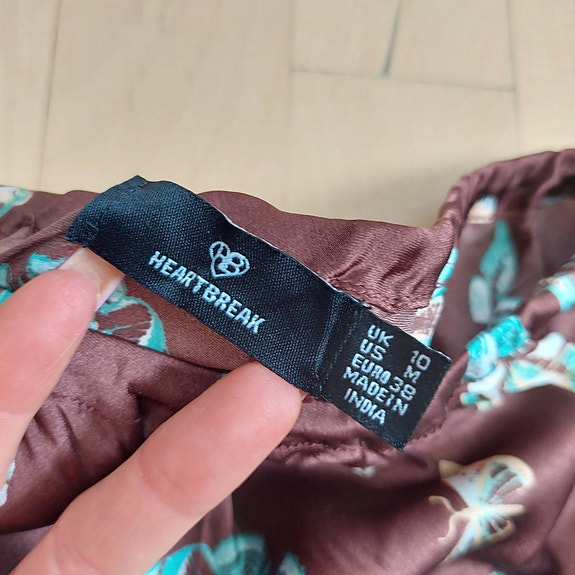 HEARTBREAK
UK 10
US M
EURO 38
MADE IN
INDIA